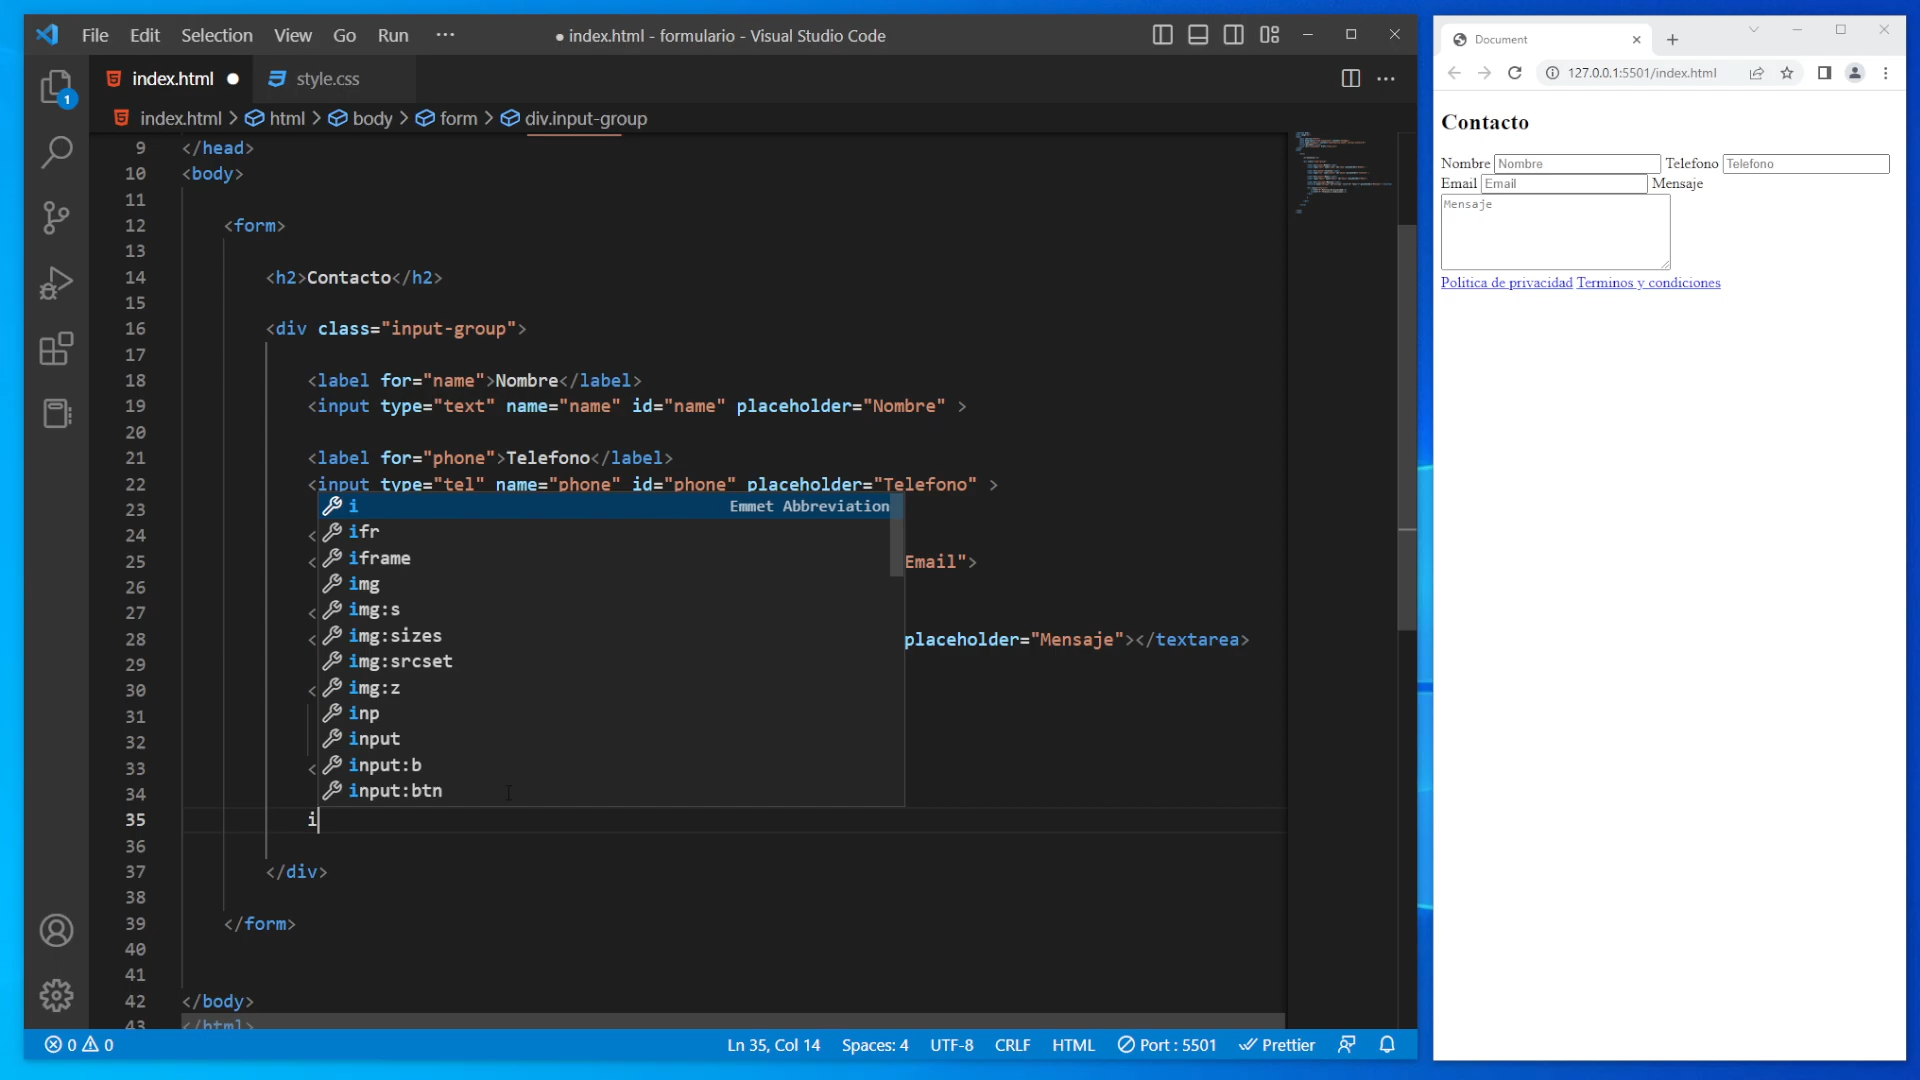 File Edit Selection View Go Run ··· ● index.html - formulario - Visual Studio Code
index.html ● style.css
index.html > html > body > form > div.input-group
9 </head>
10 <body>
11
12 <form>
13
14 <h2>Contacto</h2>
15
16 <div class="input-group">
17
18 <label for="name">Nombre</label>
19 <input type="text" name="name" id="name" placeholder="Nombre" >
20
21 <label for="phone">Telefono</label>
22 <input type="tel" name="phone" id="phone" placeholder="Telefono" >
23 i Emmet Abbreviation
24 < ifr
25 < iframe Email">
26 img
27 < img:s
28 < img:sizes placeholder="Mensaje"></textarea>
29 img:srcset
30 < img:z
31 inp
32 input
33 < input:b
34 input:btn
35 i
36
37 </div>
38
39 </form>
40
41
42 </body>
43 </html>
1
0 0 Ln 35, Col 14 Spaces: 4 UTF-8 CRLF HTML Port : 5501 Prettier
Document
127.0.0.1:5501/index.html
Contacto
Nombre Nombre Telefono Telefono
Email Email Mensaje
Mensaje
Politica de privacidad Terminos y condiciones